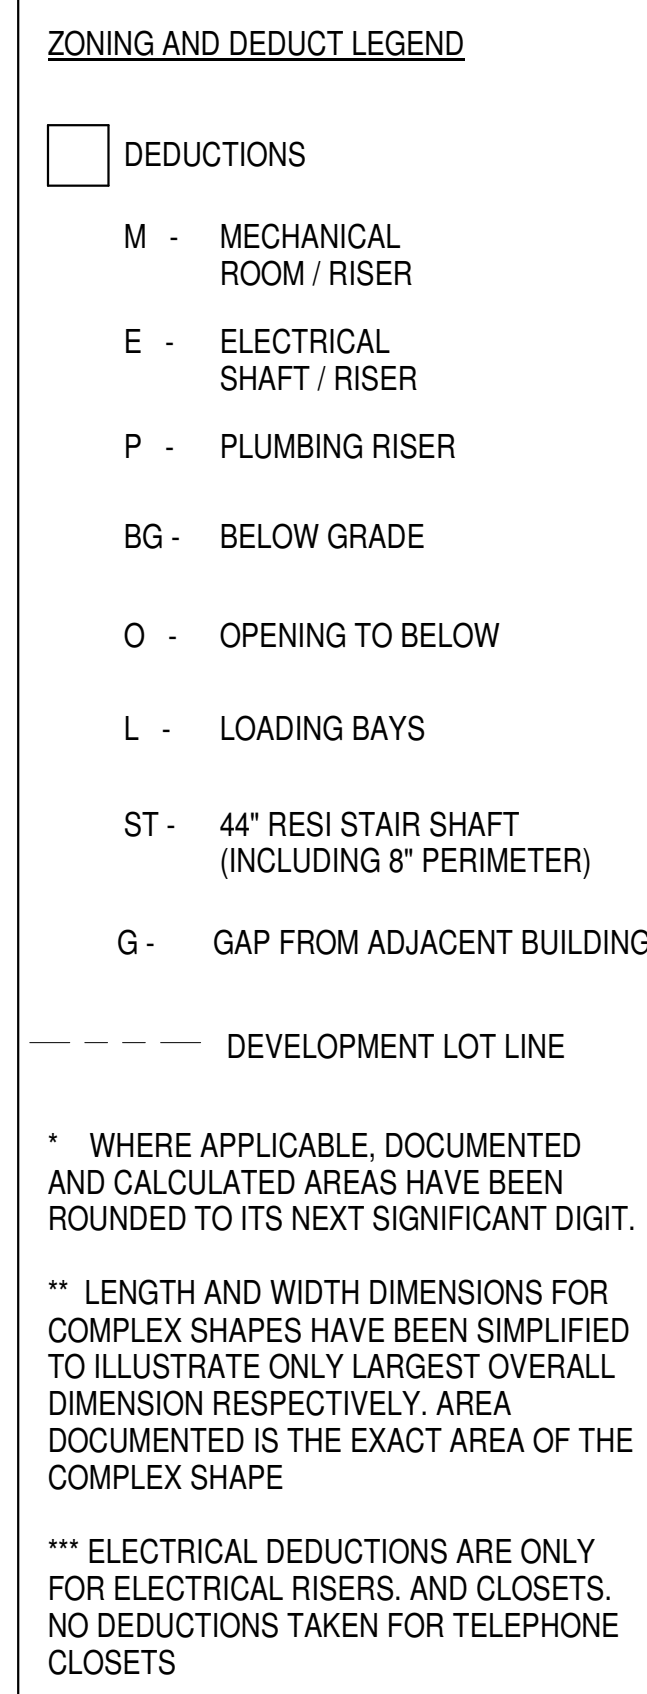 ZONING AND DEDUCT LEGEND
DEDUCTIONS
M - MECHANICAL
ROOM / RISER
E - ELECTRICAL
SHAFT / RISER
P - PLUMBING RISER
BG - BELOW GRADE
O - OPENING TO BELOW
L - LOADING BAYS
ST - 44" RESI STAIR SHAFT
(INCLUDING 8" PERIMETER)
G - GAP FROM ADJACENT BUILDING
DEVELOPMENT LOT LINE
* WHERE APPLICABLE, DOCUMENTED
AND CALCULATED AREAS HAVE BEEN
ROUNDED TO ITS NEXT SIGNIFICANT DIGIT.
** LENGTH AND WIDTH DIMENSIONS FOR
COMPLEX SHAPES HAVE BEEN SIMPLIFIED
TO ILLUSTRATE ONLY LARGEST OVERALL
DIMENSION RESPECTIVELY. AREA
DOCUMENTED IS THE EXACT AREA OF THE
COMPLEX SHAPE
*** ELECTRICAL DEDUCTIONS ARE ONLY
FOR ELECTRICAL RISERS. AND CLOSETS.
NO DEDUCTIONS TAKEN FOR TELEPHONE
CLOSETS